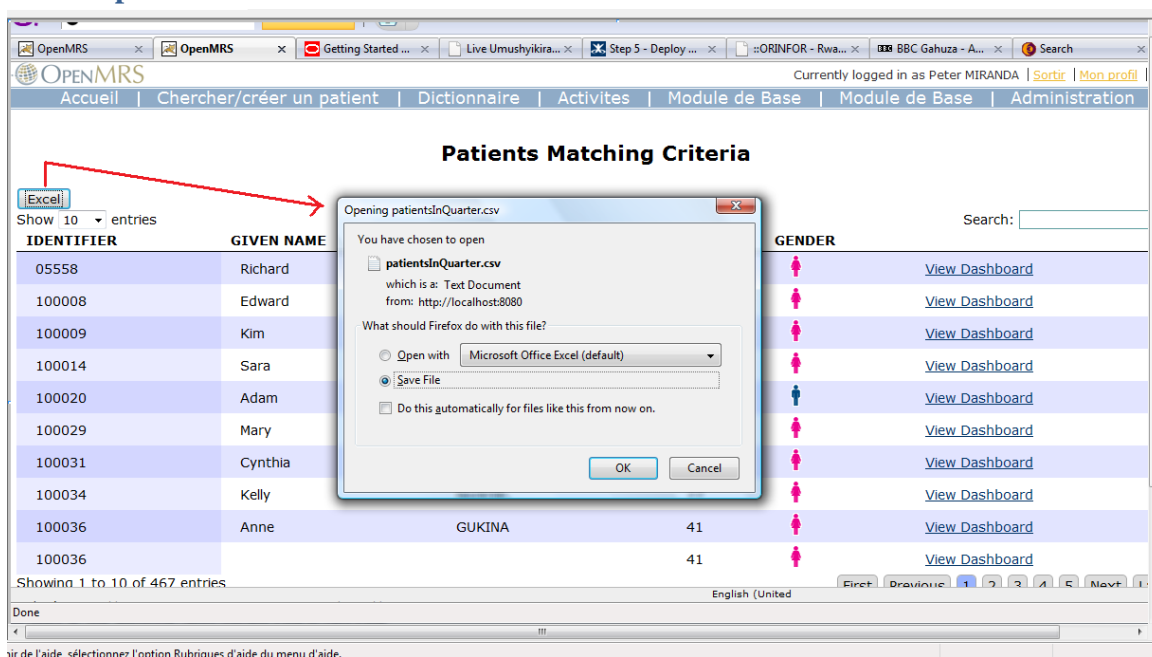 OpenMRS × OpenMRS × Getting Started ... × Live Umushyikira... × Step 5 - Deploy ... × ::ORINFOR - Rwa... × BBC Gahuza - A... × Search ×
OPENMRS Currently logged in as Peter MIRANDA | Sortir | Mon profil |
Accueil | Chercher/créer un patient | Dictionnaire | Activites | Module de Base | Module de Base | Administration
Patients Matching Criteria
Excel
Show 10 entries Search:
IDENTIFIER GIVEN NAME GENDER
05558 Richard View Dashboard
100008 Edward View Dashboard
100009 Kim View Dashboard
100014 Sara View Dashboard
100020 Adam View Dashboard
100029 Mary View Dashboard
100031 Cynthia View Dashboard
100034 Kelly View Dashboard
100036 Anne GUKINA 41 View Dashboard
100036 41 View Dashboard
Showing 1 to 10 of 467 entries First Previous 1 2 3 4 5 Next
English (United
Done
Opening patientsInQuarter.csv
You have chosen to open
patientsInQuarter.csv
which is a: Text Document
from: http://localhost:8080
What should Firefox do with this file?
Open with Microsoft Office Excel (default)
Save File
Do this automatically for files like this from now on.
OK Cancel
nir de l'aide, sélectionnez l'option Rubriques d'aide du menu d'aide.